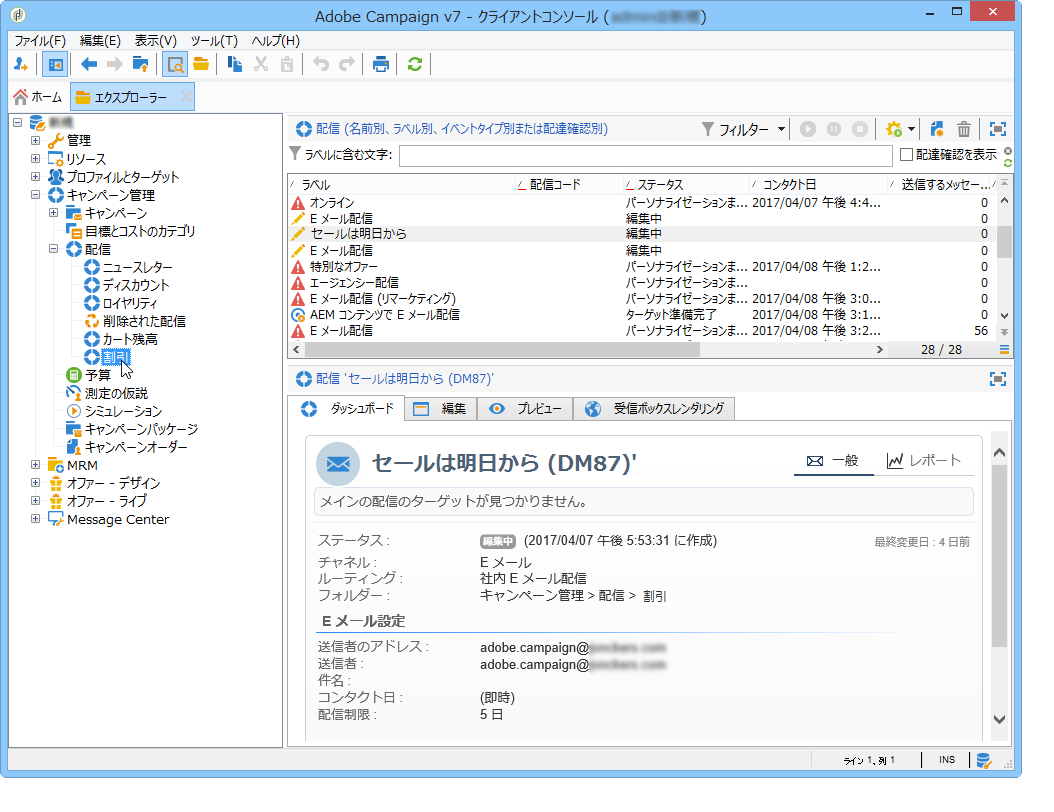 Adobe Campaign v7 - クライアントコンソール ( )
ファイル(F) 編集(E) 表示(V) ツール(T) ヘルプ(H)
ホーム エクスプローラー
管理
リソース
プロファイルとターゲット
キャンペーン管理
キャンペーン
目標とコストのカテゴリ
配信
ニュースレター
ディスカウント
ロイヤリティ
削除された配信
カート残高
割引
予算
測定の仮説
シミュレーション
キャンペーンパッケージ
キャンペーンオーダー
MRM
オファー - デザイン
オファー - ライブ
Message Center
配信 (名前別、ラベル別、イベントタイプ別または配達確認別) フィルター
ラベルに含む文字: 配達確認を表示
ラベル 配信コード ステータス コンタクト日 送信するメッセー...
オンライン パーソナライゼーションま... 2017/04/07 午後 4:4... 0
E メール配信 編集中 0
セールは明日から 編集中 0
E メール配信 編集中 0
特別なオファー パーソナライゼーションま... 2017/04/08 午後 1:2... 0
エージェンシー配信 パーソナライゼーションま... 0
E メール配信 (リマーケティング) パーソナライゼーションま... 2017/04/08 午後 3:0... 0
AEM コンテンツで E メール配信 ターゲット準備完了 2017/04/08 午後 3:1... 0
E メール配信 パーソナライゼーションま... 2017/04/08 午後 3:2... 56
28 / 28
配信 'セールは明日から (DM87)'
ダッシュボード 編集 プレビュー 受信ボックスレンダリング
セールは明日から (DM87)' 一般 レポート
メインの配信のターゲットが見つかりません。
ステータス : 編集中 (2017/04/07 午後 5:53:31 に作成) 最終変更日 : 4 日前
チャネル : E メール
ルーティング : 社内 E メール配信
フォルダー : キャンペーン管理 > 配信 > 割引
E メール設定
送信者のアドレス : adobe.campaign@
送信者 : adobe.campaign@
件名 :
コンタクト日 : (即時)
配信制限 : 5 日
ライン 1、列 1 INS